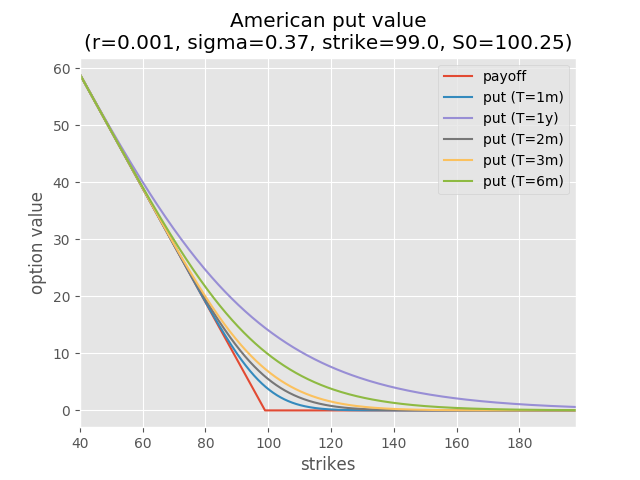 American put value
(r=0.001, sigma=0.37, strike=99.0, S0=100.25)
payoff
put (T=1m)
put (T=1y)
put (T=2m)
put (T=3m)
put (T=6m)
option value
60
50
40
30
20
10
0
40 60 80 100 120 140 160 180
strikes